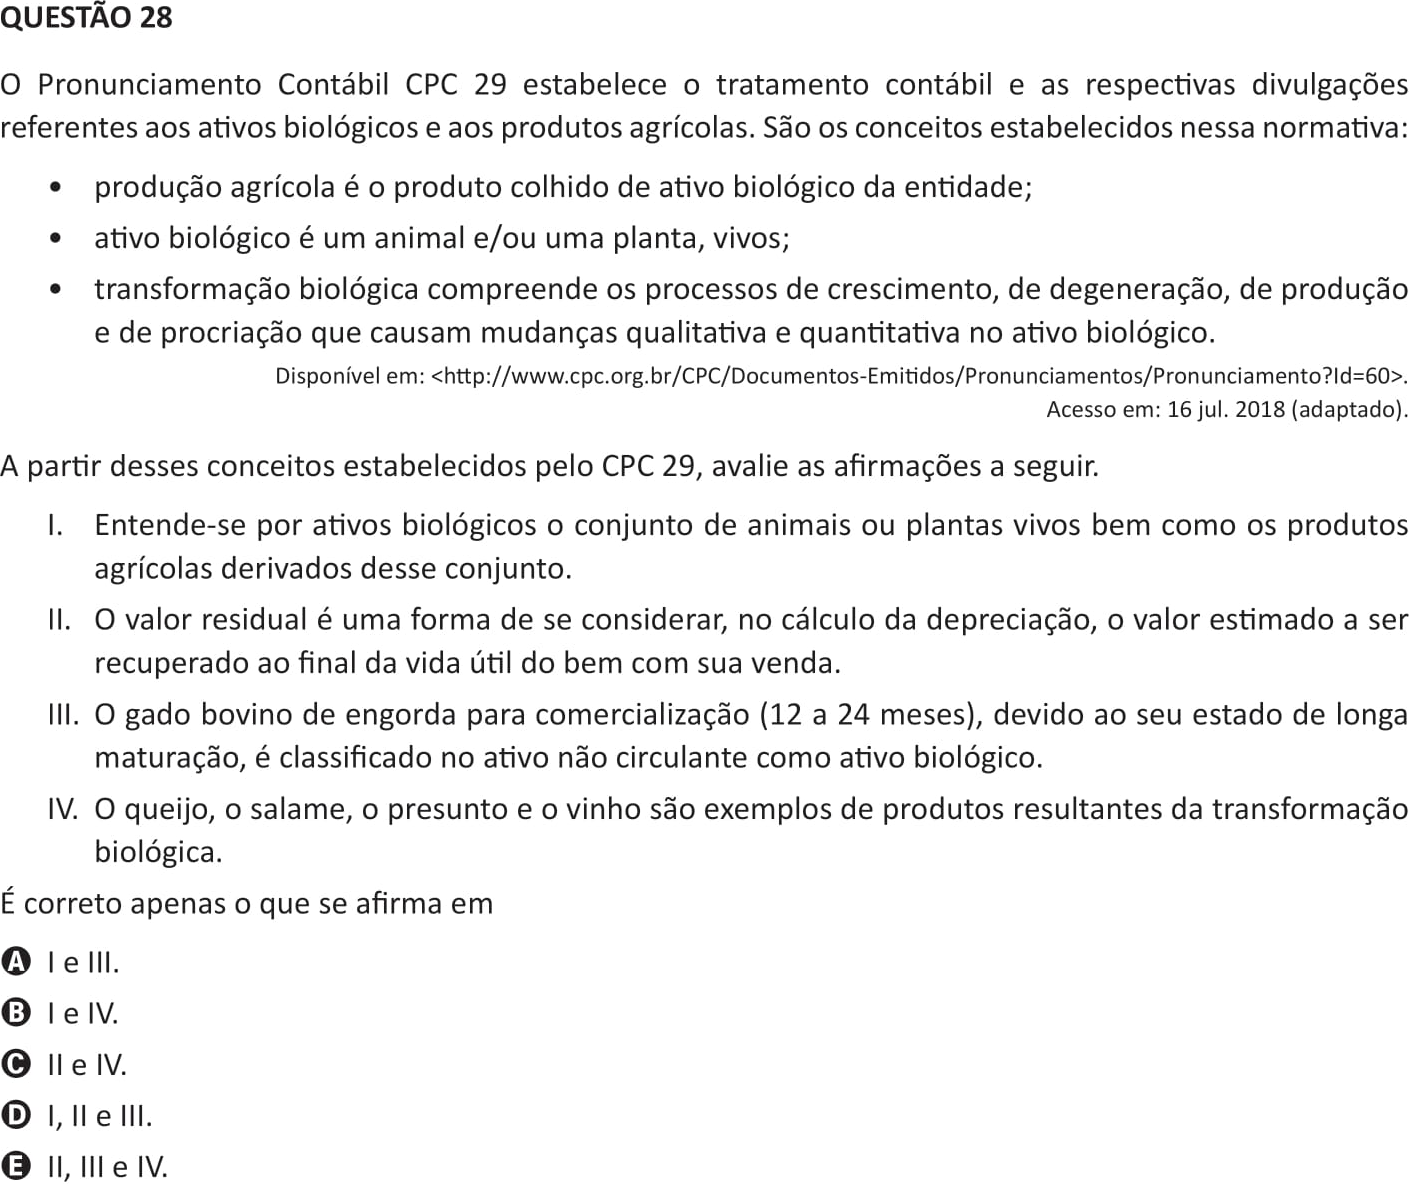 QUESTÃO 28
O Pronunciamento Contábil CPC 29 estabelece o tratamento contábil e as respectivas divulgações
referentes aos ativos biológicos e aos produtos agrícolas. São os conceitos estabelecidos nessa normativa:
• produção agrícola é o produto colhido de ativo biológico da entidade;
• ativo biológico é um animal e/ou uma planta, vivos;
• transformação biológica compreende os processos de crescimento, de degeneração, de produção
e de procriação que causam mudanças qualitativa e quantitativa no ativo biológico.
Disponível em: <http://www.cpc.org.br/CPC/Documentos-Emitidos/Pronunciamentos/Pronunciamento?Id=60>.
Acesso em: 16 jul. 2018 (adaptado).
A partir desses conceitos estabelecidos pelo CPC 29, avalie as afirmações a seguir.
I. Entende-se por ativos biológicos o conjunto de animais ou plantas vivos bem como os produtos
agrícolas derivados desse conjunto.
II. O valor residual é uma forma de se considerar, no cálculo da depreciação, o valor estimado a ser
recuperado ao final da vida útil do bem com sua venda.
III. O gado bovino de engorda para comercialização (12 a 24 meses), devido ao seu estado de longa
maturação, é classificado no ativo não circulante como ativo biológico.
IV. O queijo, o salame, o presunto e o vinho são exemplos de produtos resultantes da transformação
biológica.
É correto apenas o que se afirma em
A I e III.
B I e IV.
C II e IV.
D I, II e III.
E II, III e IV.